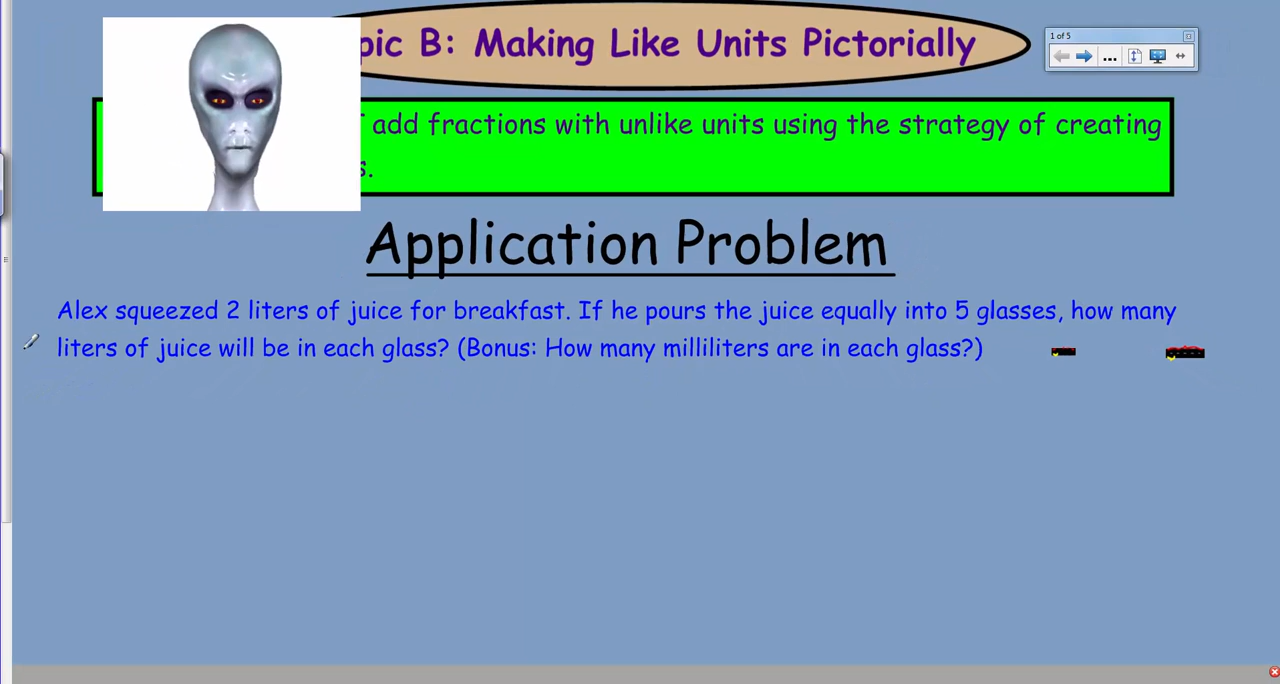 1 of 5
B: Making Like Units Pictorially
add fractions with unlike units using the strategy of creating
Application Problem
Alex squeezed 2 liters of juice for breakfast. If he pours the juice equally into 5 glasses, how many
liters of juice will be in each glass? (Bonus: How many milliliters are in each glass?)